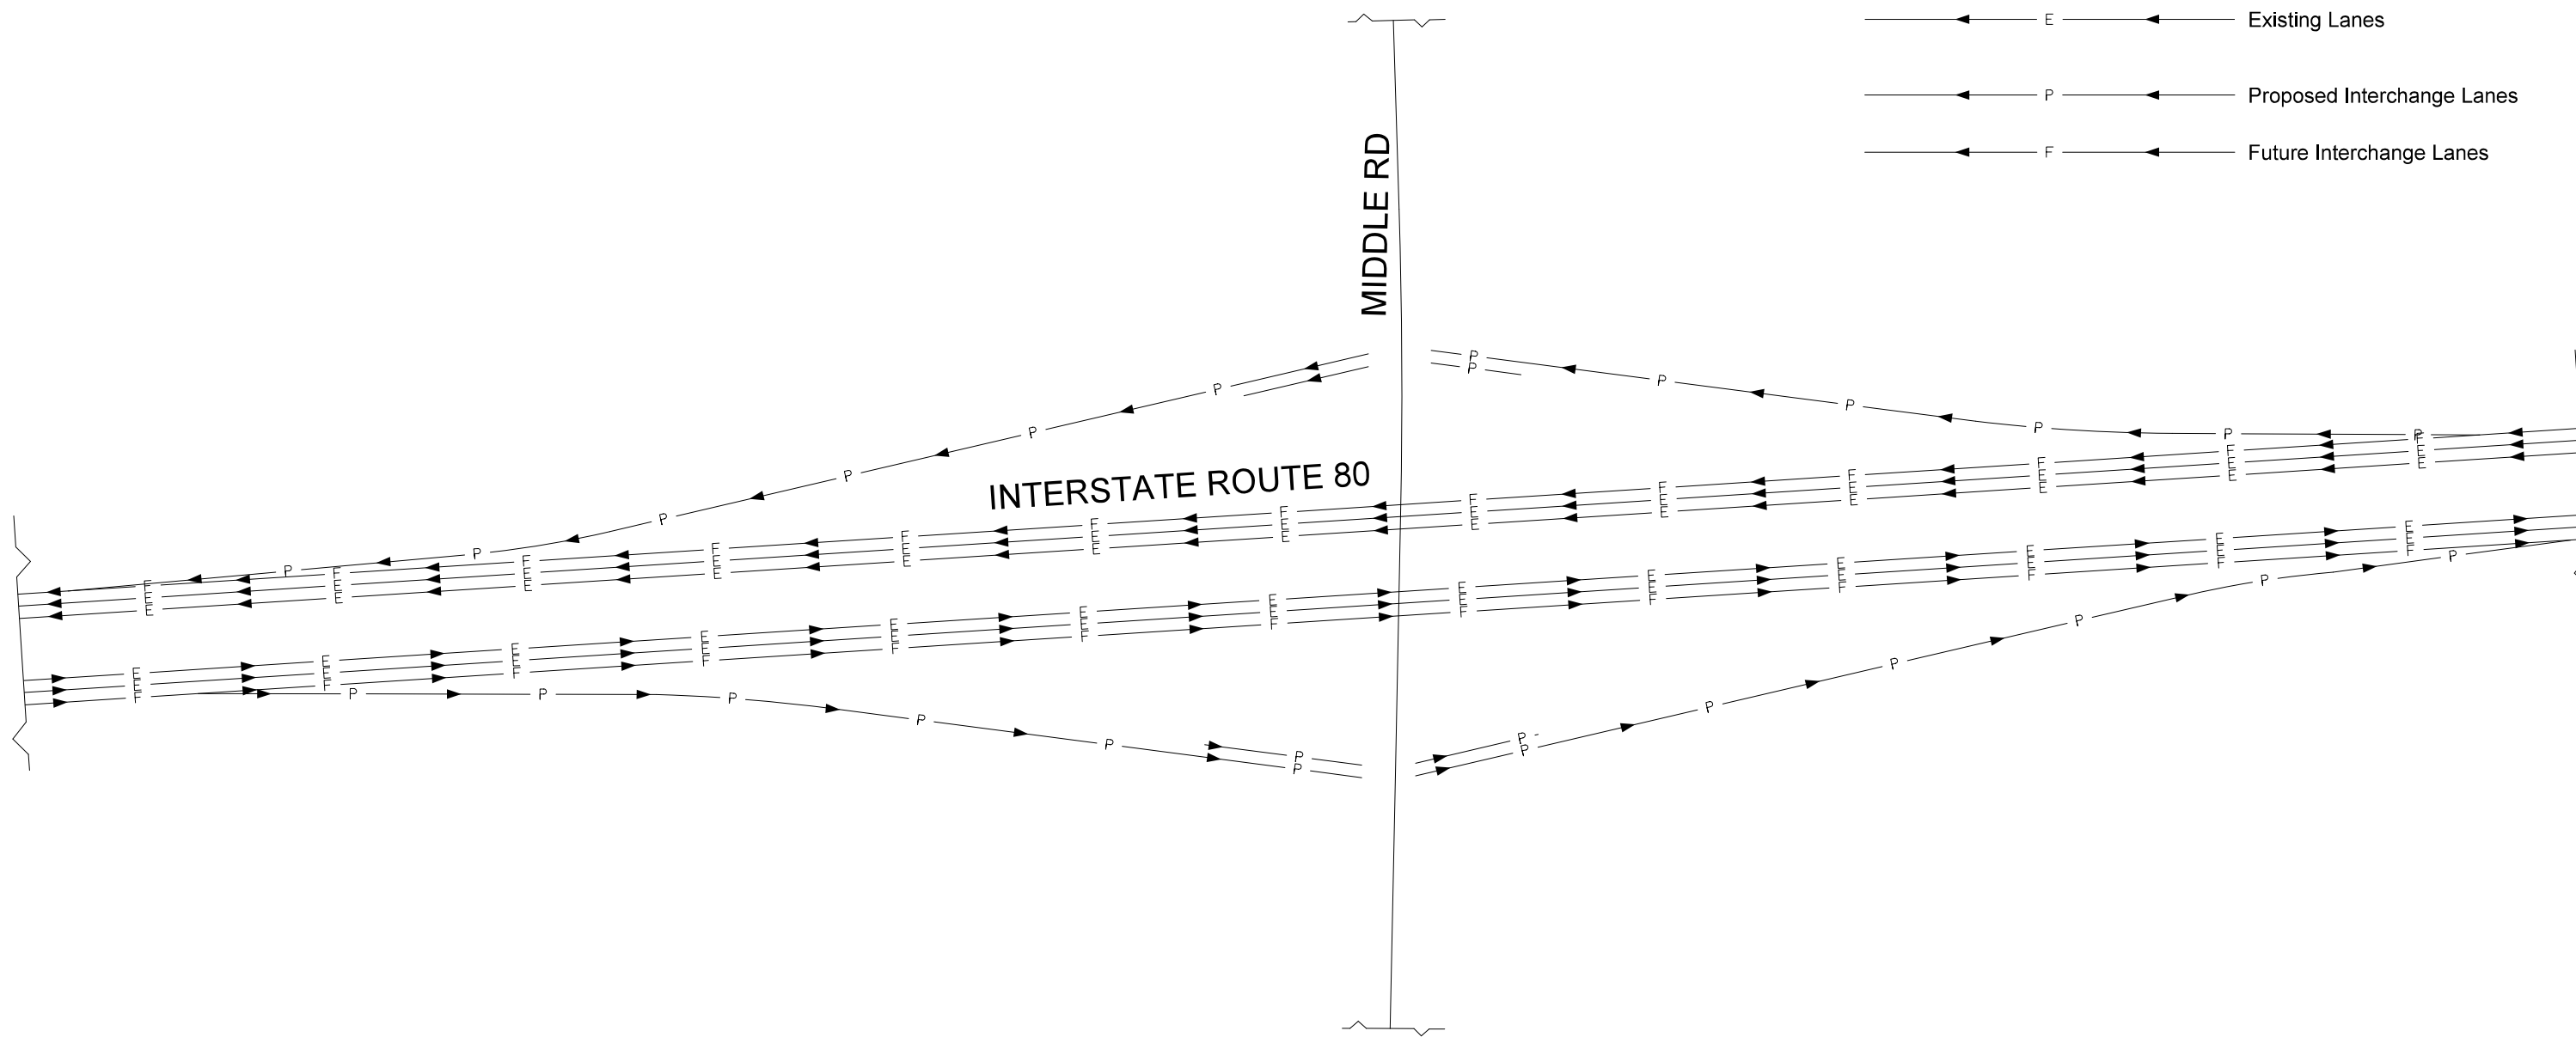 E Existing Lanes
P Proposed Interchange Lanes
F Future Interchange Lanes
MIDDLE RD
P P P P P P
P
P P P P P P P
INTERSTATE ROUTE 80
F F F F F F F F F F F F F
E E E E E E E E E E E E E
E E E E E E E E E E E E E
E E E E E E E E E E E E E
E E E E E E E E E E E E E
F F F F F F F F F F F F F
P P P P P P
P
P
P P P P P P